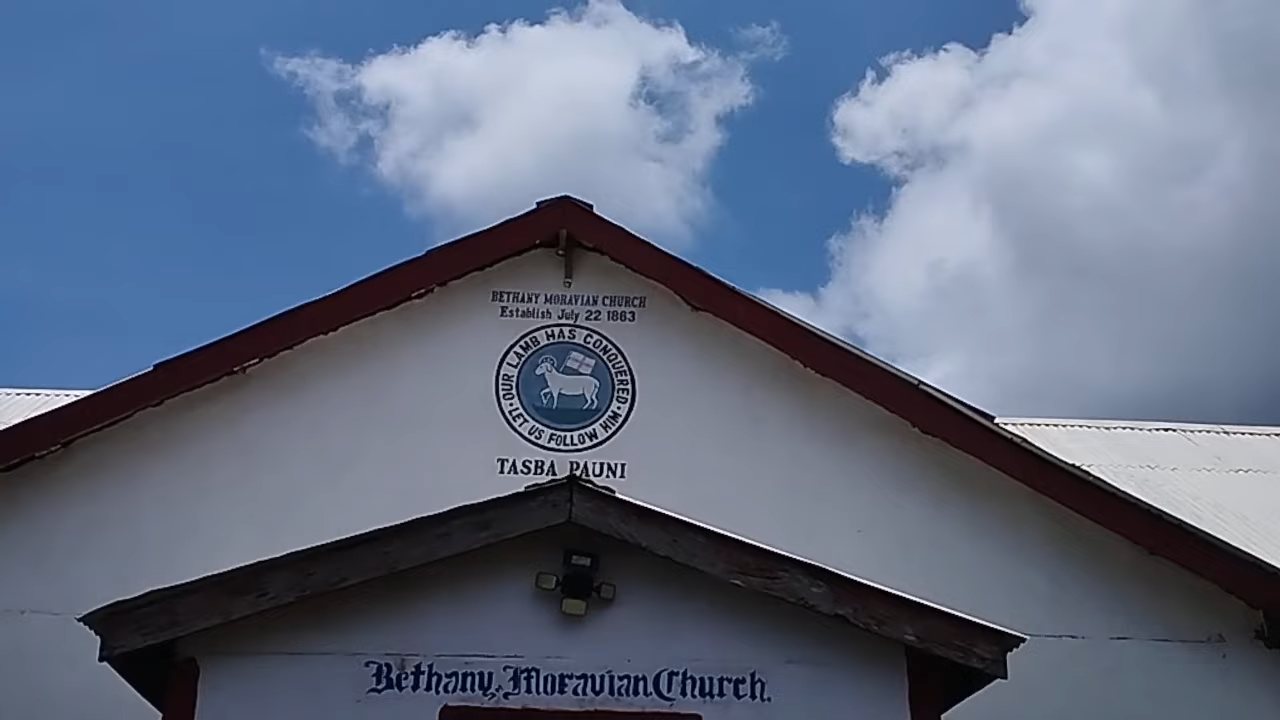 BETHANY MORAVIAN CHURCH
Establish July 22 1863
OUR LAMB HAS CONQUERED
LET US FOLLOW HIM
TASBA PAUNI
Bethany Moravian Church.